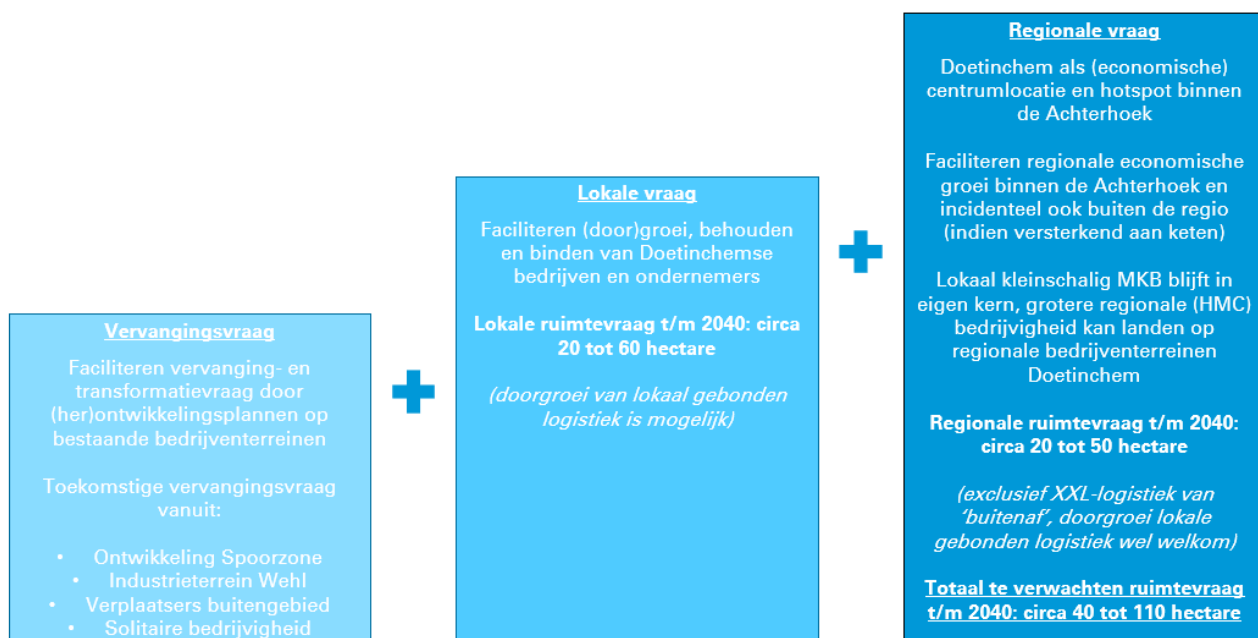 Vervangingsvraag
Faciliteren vervanging- en
transformatievraag door
(her)ontwikkelingsplannen op
bestaande bedrijventerreinen
Toekomstige vervangingsvraag
vanuit:
• Ontwikkeling Spoorzone
• Industrieterrein Wehl
• Verplaatsers buitengebied
• Solitaire bedrijvigheid
Lokale vraag
Faciliteren (door)groei, behouden
en binden van Doetinchemse
bedrijven en ondernemers
Lokale ruimtevraag t/m 2040: circa
20 tot 60 hectare
(doorgroei van lokaal gebonden
logistiek is mogelijk)
Regionale vraag
Doetinchem als (economische)
centrumlocatie en hotspot binnen
de Achterhoek
Faciliteren regionale economische
groei binnen de Achterhoek en
incidenteel ook buiten de regio
(indien versterkend aan keten)
Lokaal kleinschalig MKB blijft in
eigen kern, grotere regionale (HMC)
bedrijvigheid kan landen op
regionale bedrijventerreinen
Doetinchem
Regionale ruimtevraag t/m 2040:
circa 20 tot 50 hectare
(exclusief XXL-logistiek van
‘buitenaf’, doorgroei lokale
gebonden logistiek wel welkom)
Totaal te verwachten ruimtevraag
t/m 2040: circa 40 tot 110 hectare